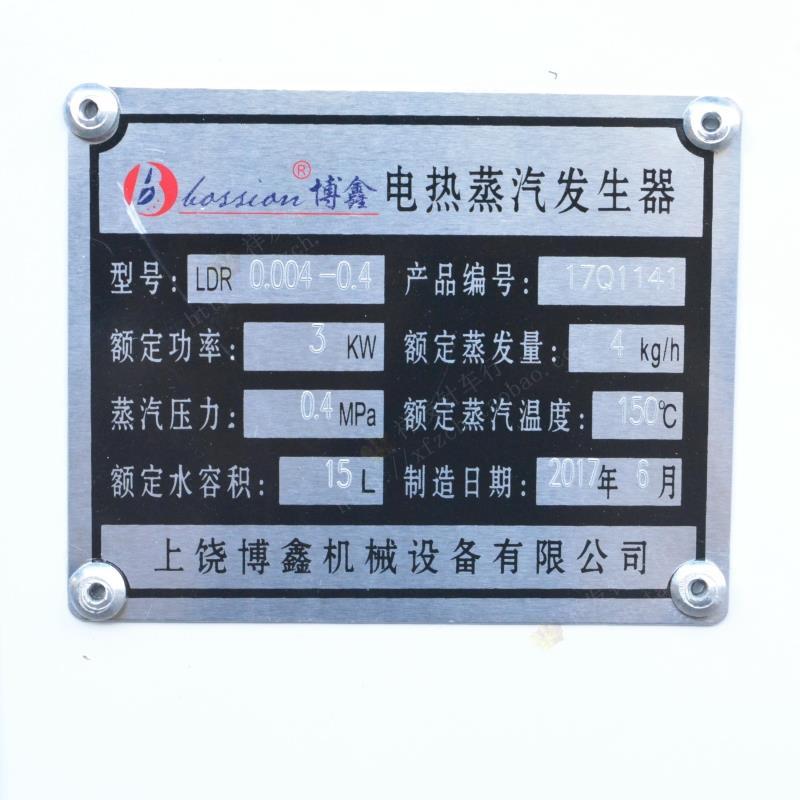 bossion®博鑫 电热蒸汽发生器
型号: LDR 0.004-0.4 产品编号: 17Q1141
额定功率: 3 KW 额定蒸发量: 4 kg/h
蒸汽压力: 0.4 MPa 额定蒸汽温度: 150℃
额定水容积: 15 L 制造日期: 2017年 6月
上饶博鑫机械设备有限公司